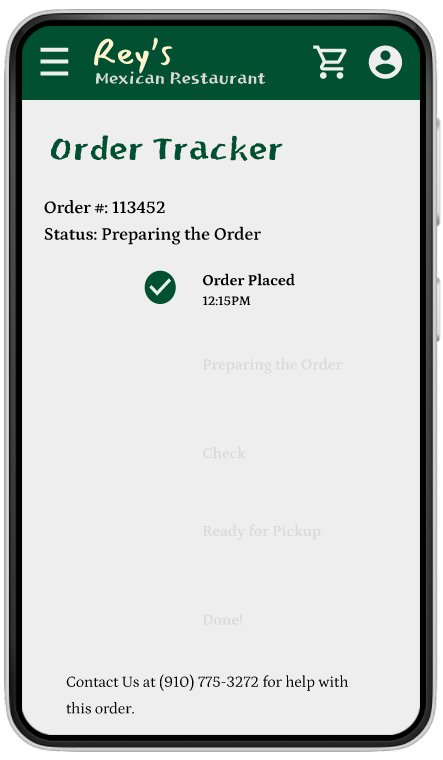 Rey's
Mexican Restaurant
Order Tracker
Order #: 113452
Status: Preparing the Order
Order Placed
12:15PM
Preparing the Order
Check
Ready for Pickup
Done!
Contact Us at (910) 775-3272 for help with
this order.